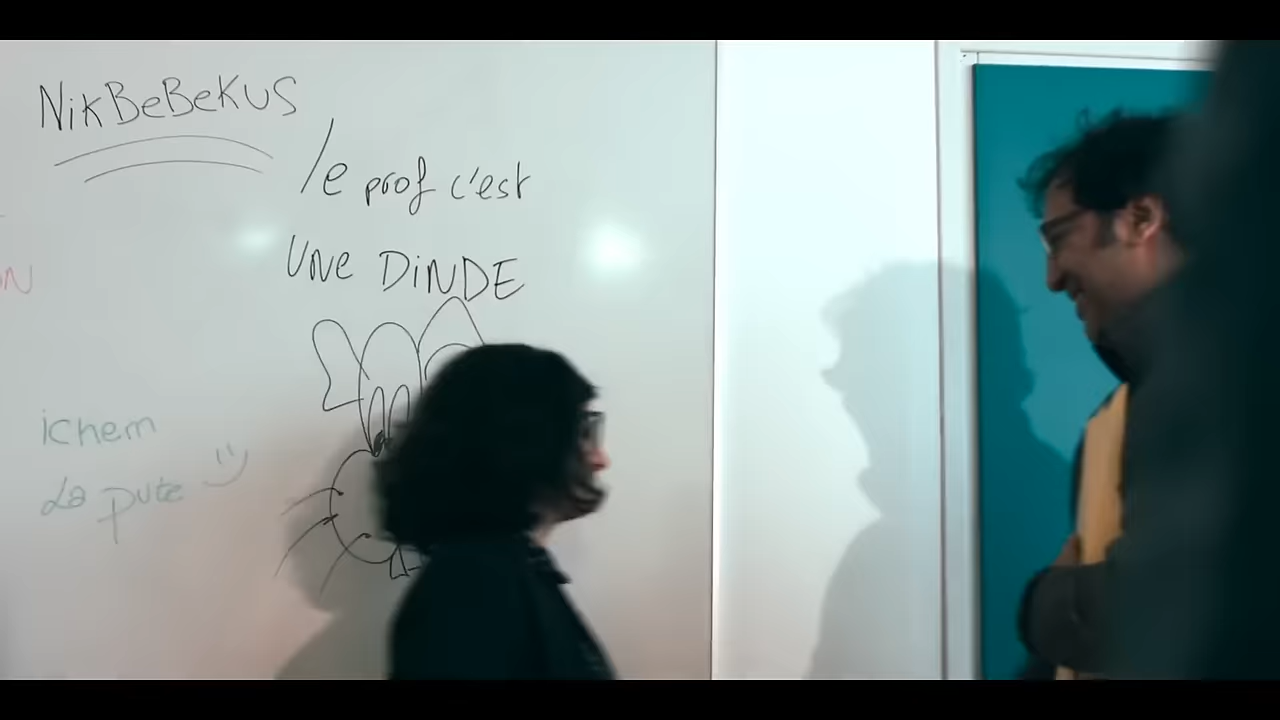 NikBeBeKUS
le prof c'est
UNe DiNDE
ichem
La pute :)